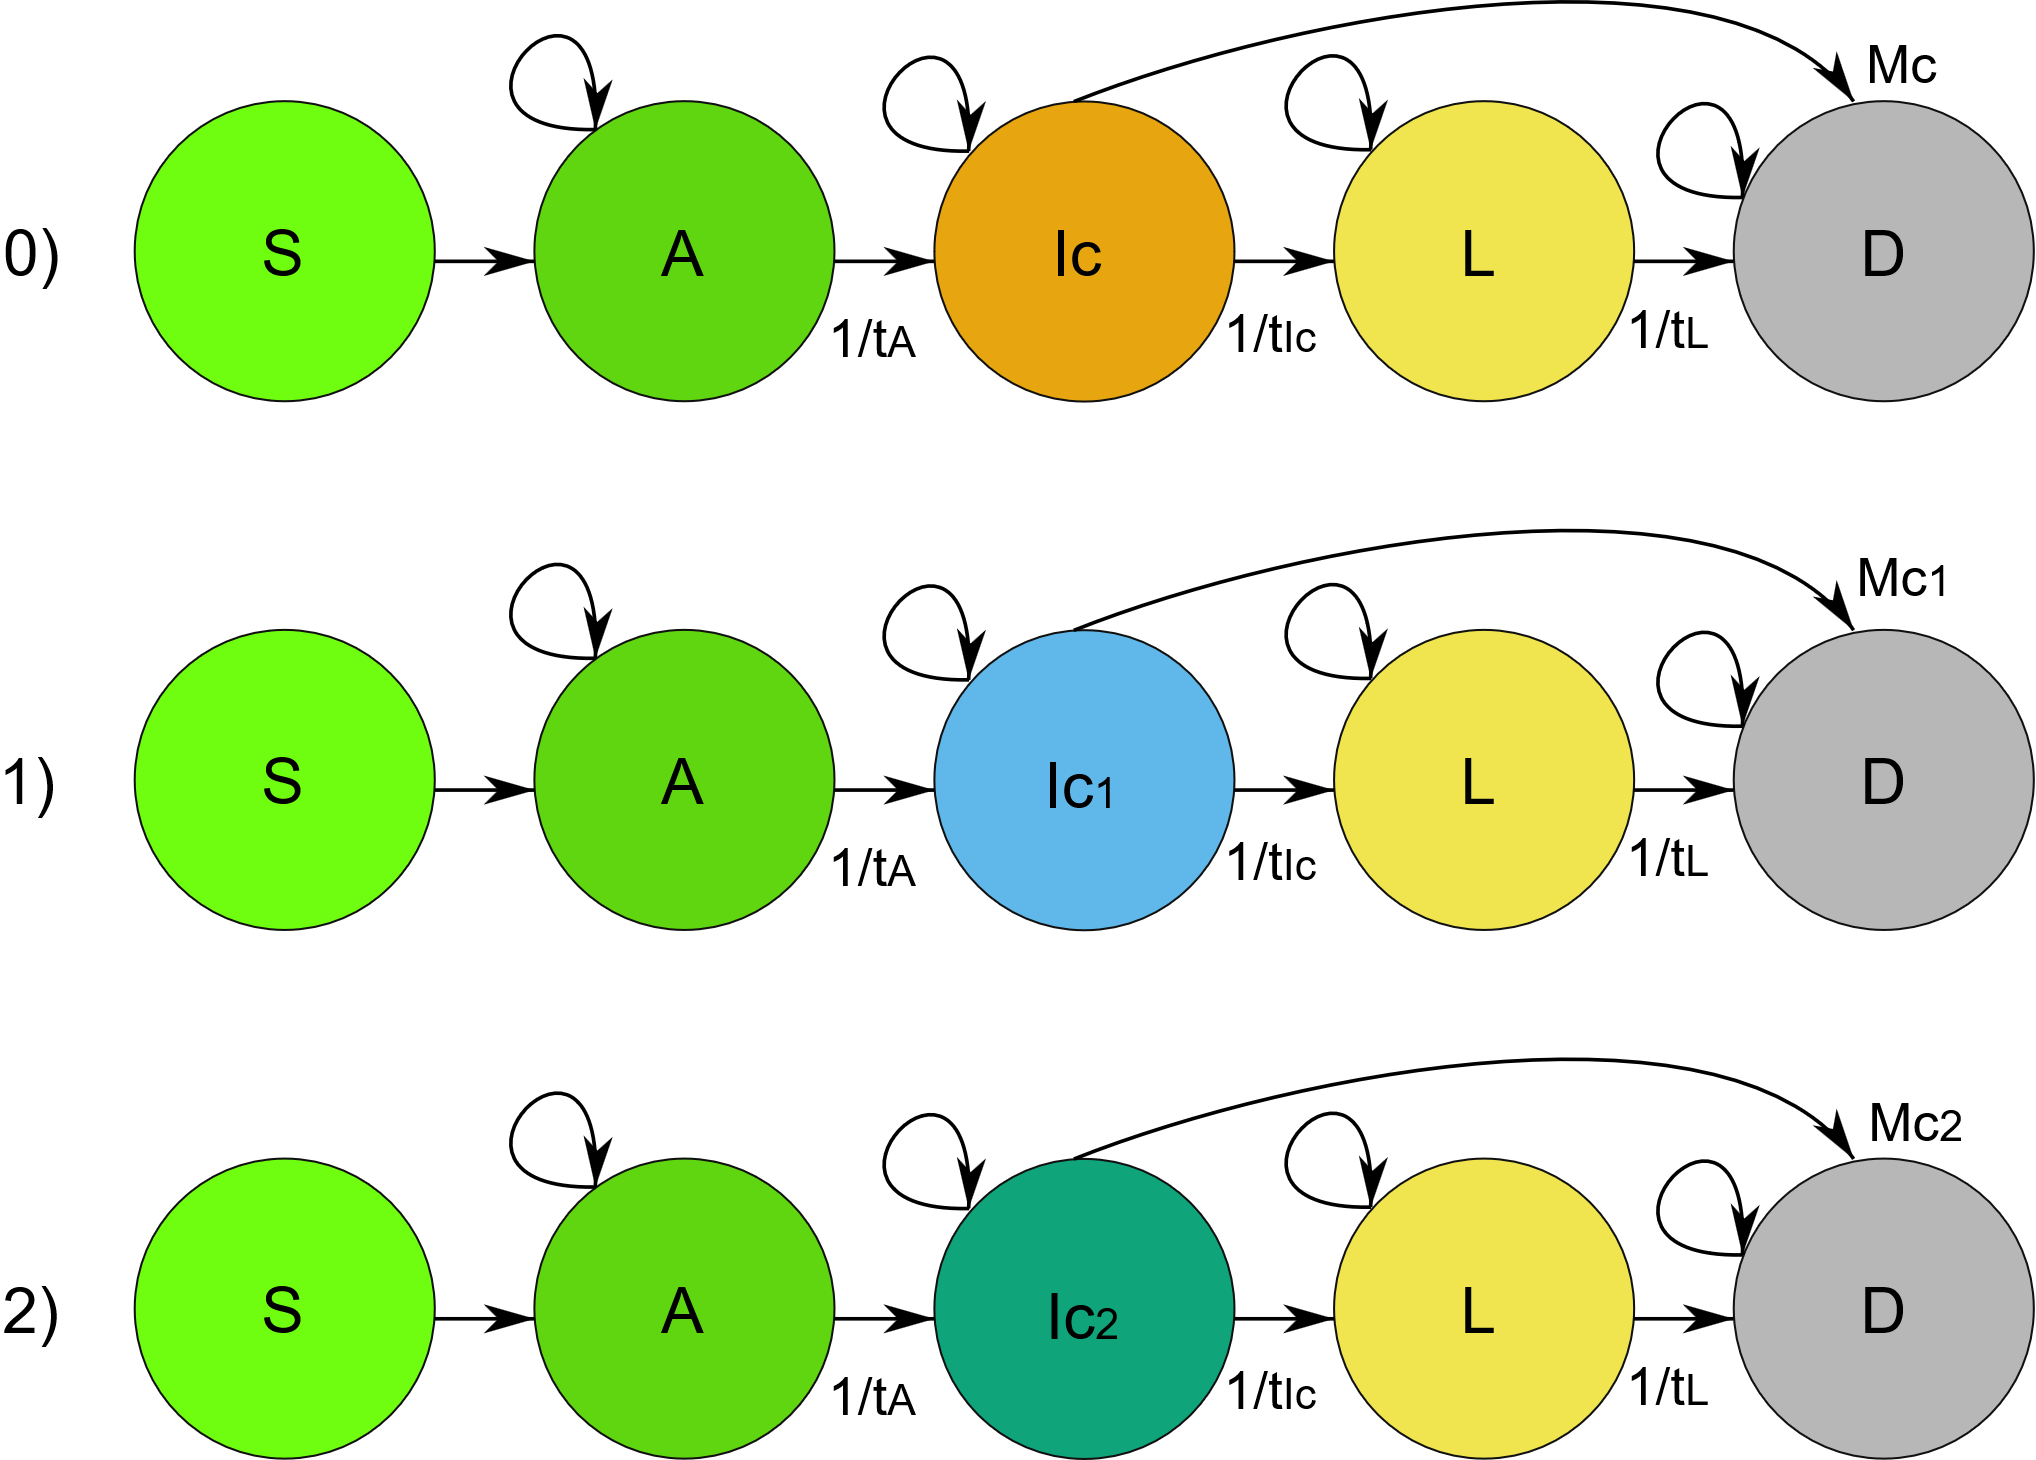 Mc
0) S A Ic L D
1/tA 1/tIc 1/tL
Mc1
1) S A Ic1 L D
1/tA 1/tIc 1/tL
Mc2
2) S A Ic2 L D
1/tA 1/tIc 1/tL